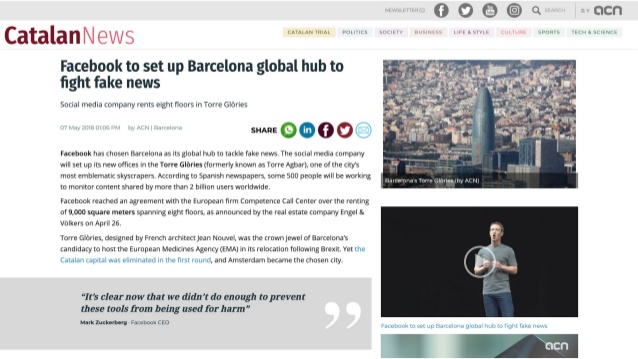 NEWSLETTER
SEARCH
BY acn
CatalanNews
CATALAN TRIAL POLITICS SOCIETY BUSINESS LIFE & STYLE CULTURE SPORTS TECH & SCIENCE
Facebook to set up Barcelona global hub to
fight fake news
Social media company rents eight floors in Torre Glòries
07 May 2018 01:06 PM by ACN | Barcelona
SHARE
Facebook has chosen Barcelona as its global hub to tackle fake news. The social media company
will set up its new offices in the Torre Glòries (formerly known as Torre Agbar), one of the city's
most emblematic skyscrapers. According to Spanish newspapers, some 500 people will be working
to monitor content shared by more than 2 billion users worldwide.
Facebook reached an agreement with the European firm Competence Call Center over the renting
of 9,000 square meters spanning eight floors, as announced by the real estate company Engel &
Völkers on April 26.
Torre Glòries, designed by French architect Jean Nouvel, was the crown jewel of Barcelona's
candidacy to host the European Medicines Agency (EMA) in its relocation following Brexit. Yet the
Catalan capital was eliminated in the first round, and Amsterdam became the chosen city.
"It's clear now that we didn't do enough to prevent
these tools from being used for harm"
Mark Zuckerberg · Facebook CEO
Barcelona's Torre Glòries (by ACN)
Facebook to set up Barcelona global hub to fight fake news
acn